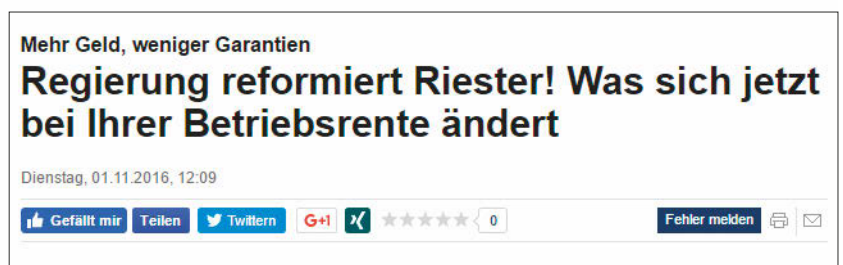 Mehr Geld, weniger Garantien
Regierung reformiert Riester! Was sich jetzt
bei Ihrer Betriebsrente ändert
Dienstag, 01.11.2016, 12:09
Gefällt mir Teilen Twittern G+1 0 Fehler melden